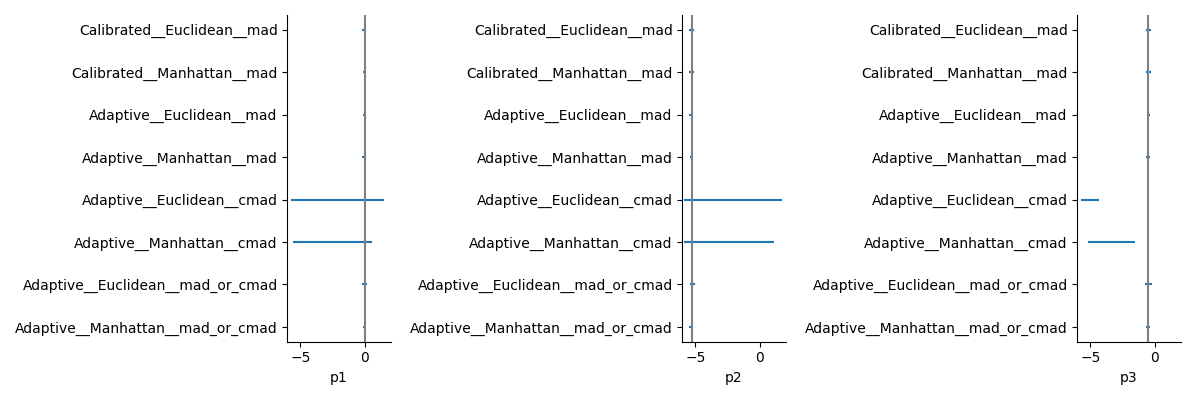 Calibrated__Euclidean__mad
Calibrated__Manhattan__mad
Adaptive__Euclidean__mad
Adaptive__Manhattan__mad
Adaptive__Euclidean__cmad
Adaptive__Manhattan__cmad
Adaptive__Euclidean__mad_or_cmad
Adaptive__Manhattan__mad_or_cmad
−5 0
p1
Calibrated__Euclidean__mad
Calibrated__Manhattan__mad
Adaptive__Euclidean__mad
Adaptive__Manhattan__mad
Adaptive__Euclidean__cmad
Adaptive__Manhattan__cmad
Adaptive__Euclidean__mad_or_cmad
Adaptive__Manhattan__mad_or_cmad
−5 0
p2
Calibrated__Euclidean__mad
Calibrated__Manhattan__mad
Adaptive__Euclidean__mad
Adaptive__Manhattan__mad
Adaptive__Euclidean__cmad
Adaptive__Manhattan__cmad
Adaptive__Euclidean__mad_or_cmad
Adaptive__Manhattan__mad_or_cmad
−5 0
p3